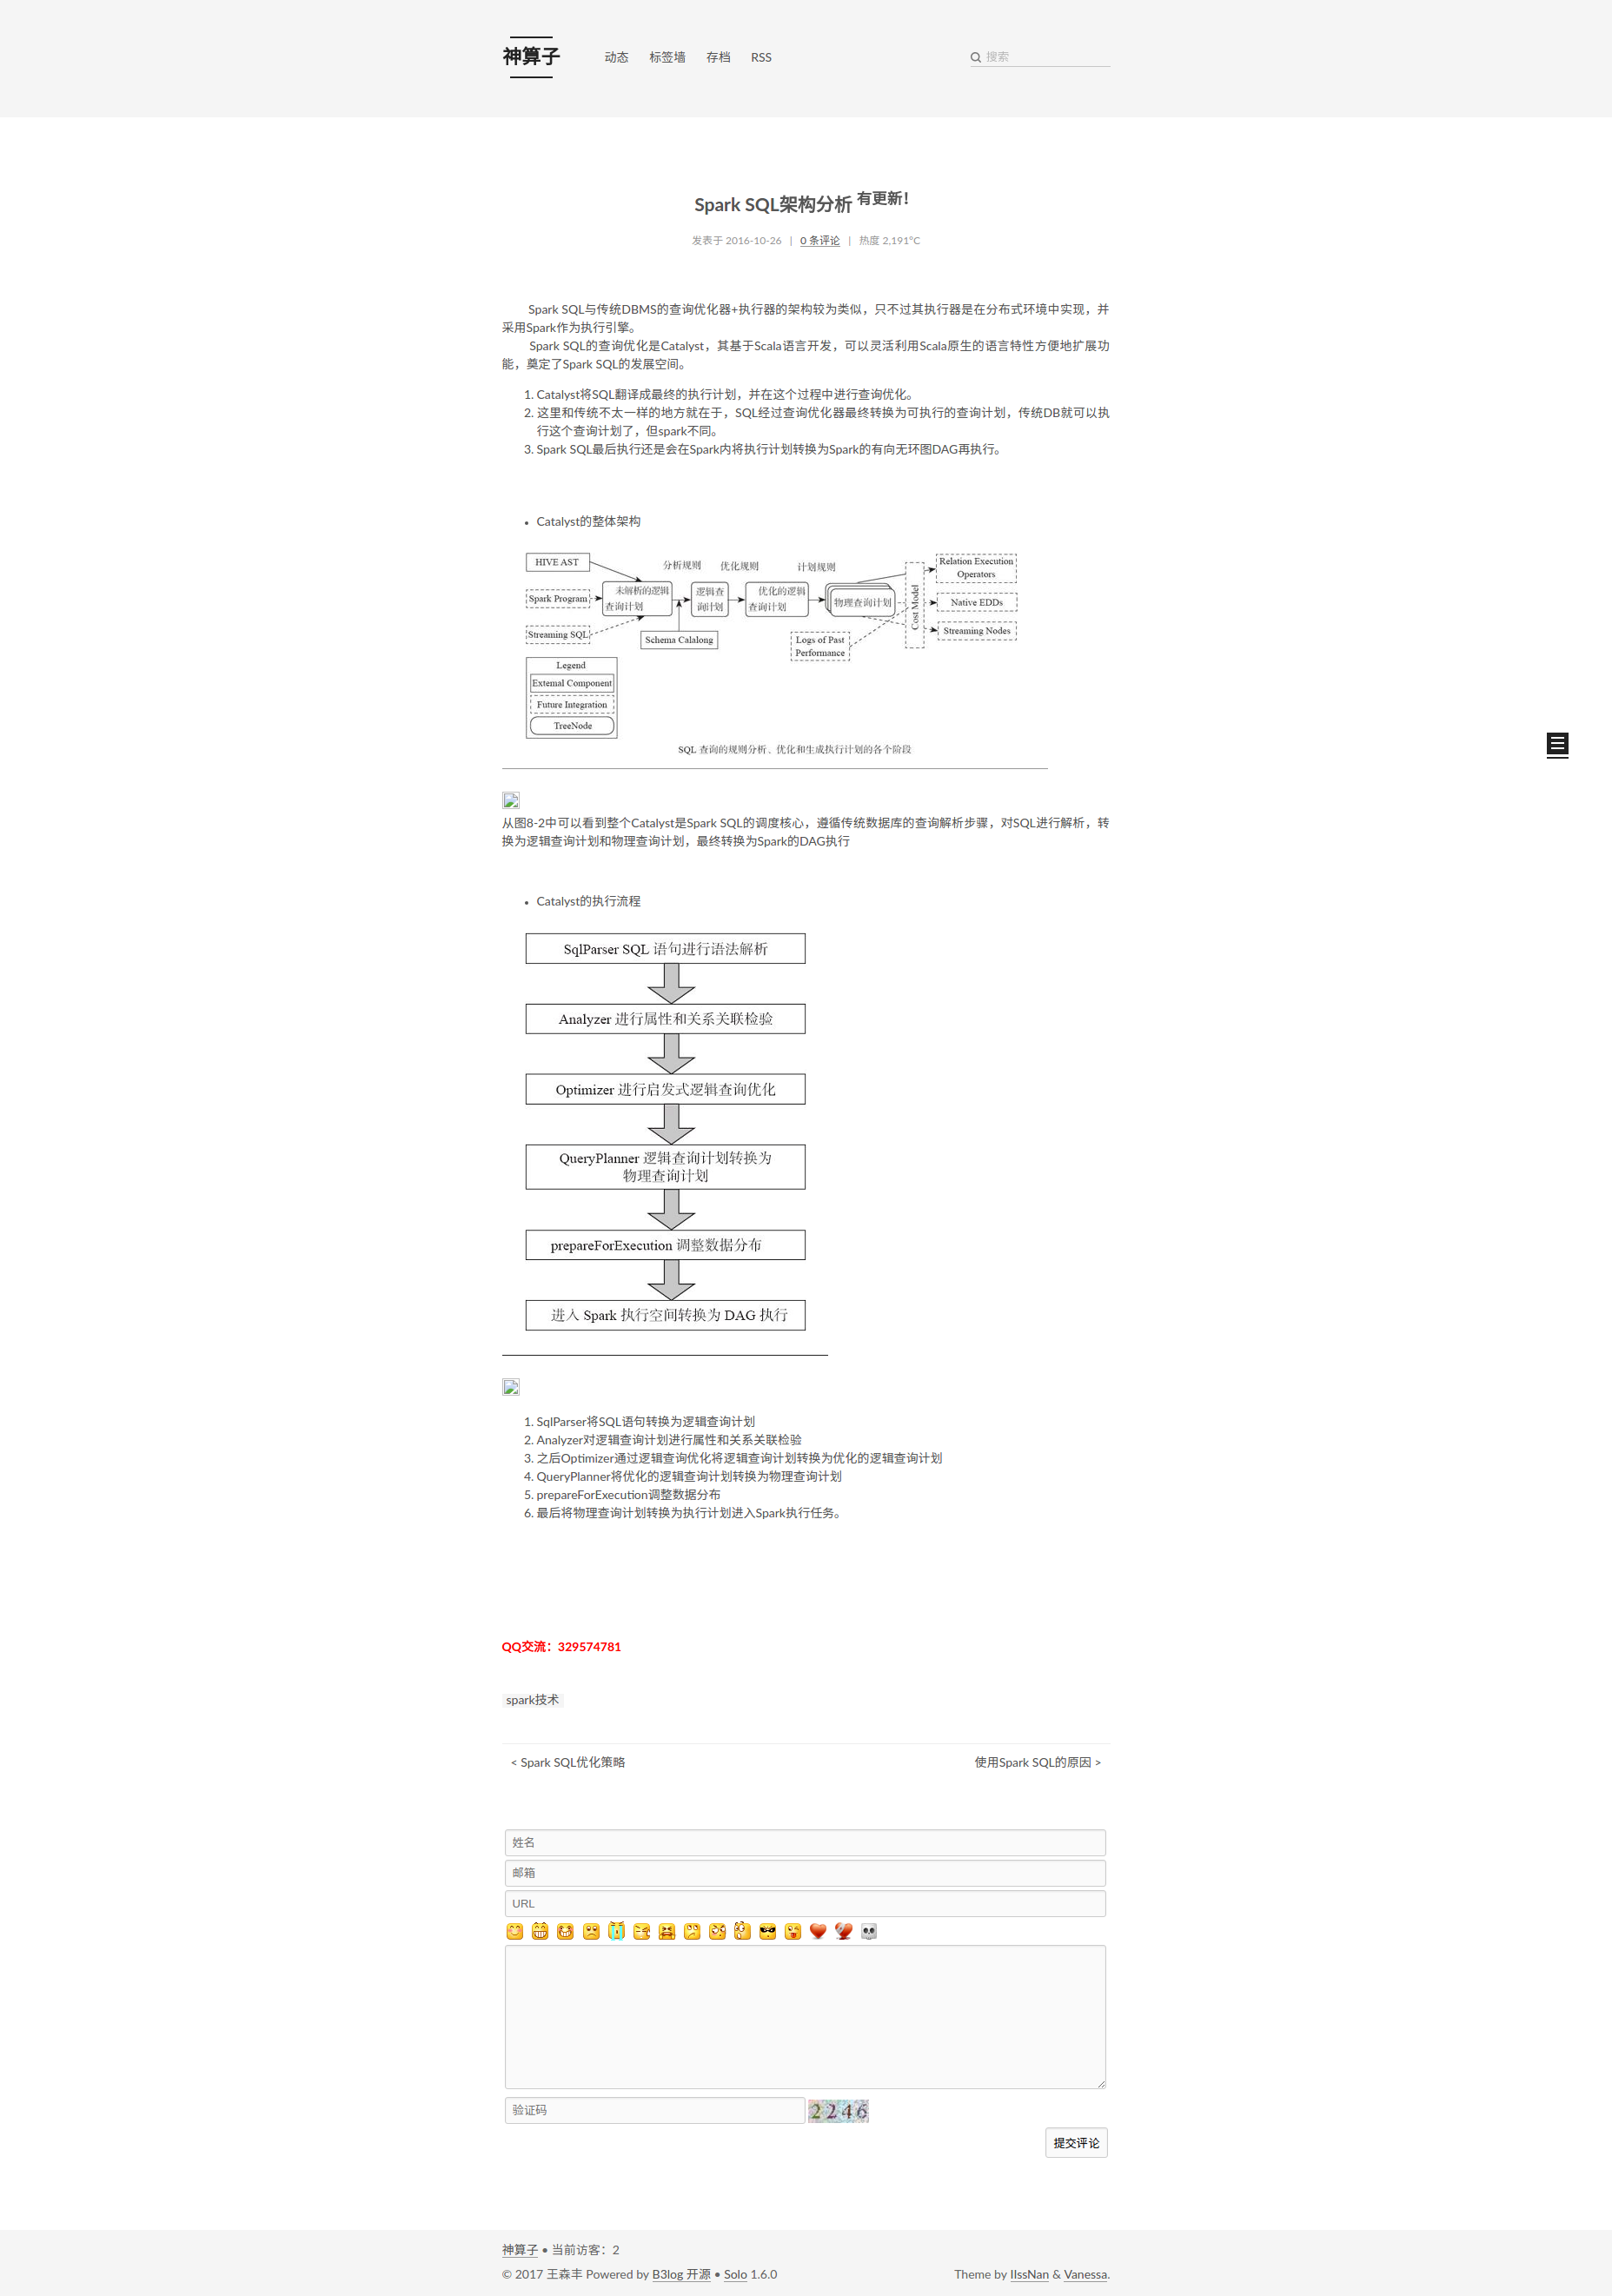 神算子
动态 标签墙 存档 RSS
搜索
Spark SQL架构分析 有更新!
发表于 2016-10-26 | 0 条评论 | 热度 2,191°C
Spark SQL与传统DBMS的查询优化器+执行器的架构较为类似，只不过其执行器是在分布式环境中实现，并
采用Spark作为执行引擎。
Spark SQL的查询优化是Catalyst，其基于Scala语言开发，可以灵活利用Scala原生的语言特性方便地扩展功
能，奠定了Spark SQL的发展空间。
1. Catalyst将SQL翻译成最终的执行计划，并在这个过程中进行查询优化。
2. 这里和传统不太一样的地方就在于，SQL经过查询优化器最终转换为可执行的查询计划，传统DB就可以执
行这个查询计划了，但spark不同。
3. Spark SQL最后执行还是会在Spark内将执行计划转换为Spark的有向无环图DAG再执行。
• Catalyst的整体架构
HIVE AST
Spark Program
Streaming SQL
分析规则 优化规则 计划规则
未解析的逻辑
查询计划
逻辑查
询计划
优化的逻辑
查询计划
物理查询计划
Schema Calalong
Logs of Past
Performance
Cost Model
Relation Execution
Operators
Native EDDs
Streaming Nodes
Legend
Extemal Component
Future Integration
TreeNode
SQL 查询的规则分析、优化和生成执行计划的各个阶段
从图8-2中可以看到整个Catalyst是Spark SQL的调度核心，遵循传统数据库的查询解析步骤，对SQL进行解析，转
换为逻辑查询计划和物理查询计划，最终转换为Spark的DAG执行
• Catalyst的执行流程
SqlParser SQL 语句进行语法解析
Analyzer 进行属性和关系关联检验
Optimizer 进行启发式逻辑查询优化
QueryPlanner 逻辑查询计划转换为
物理查询计划
prepareForExecution 调整数据分布
进入 Spark 执行空间转换为 DAG 执行
1. SqlParser将SQL语句转换为逻辑查询计划
2. Analyzer对逻辑查询计划进行属性和关系关联检验
3. 之后Optimizer通过逻辑查询优化将逻辑查询计划转换为优化的逻辑查询计划
4. QueryPlanner将优化的逻辑查询计划转换为物理查询计划
5. prepareForExecution调整数据分布
6. 最后将物理查询计划转换为执行计划进入Spark执行任务。
QQ交流：329574781
spark技术
< Spark SQL优化策略 使用Spark SQL的原因 >
姓名
邮箱
URL
验证码 2246
提交评论
神算子 • 当前访客：2
© 2017 王森丰 Powered by B3log 开源 • Solo 1.6.0 Theme by IIssNan & Vanessa.